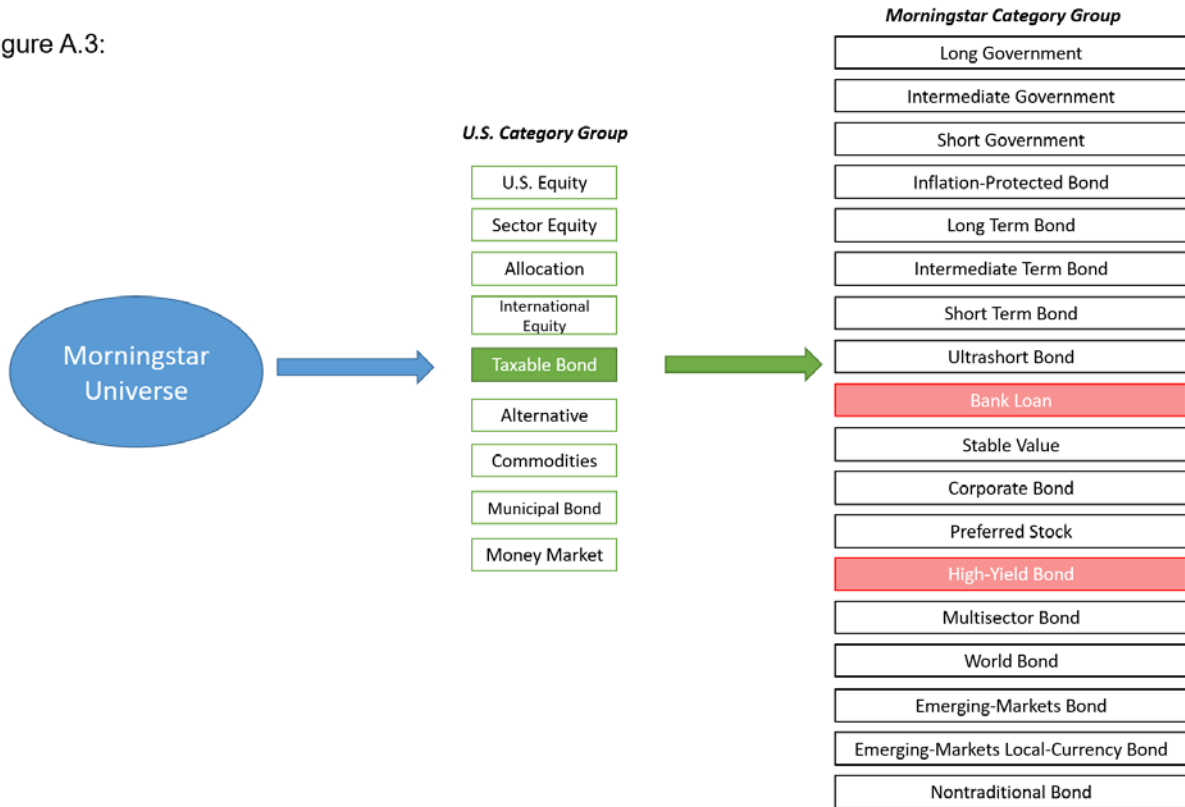 gure A.3:
Morningstar
Universe
U.S. Category Group
U.S. Equity
Sector Equity
Allocation
International
Equity
Taxable Bond
Alternative
Commodities
Municipal Bond
Money Market
Morningstar Category Group
Long Government
Intermediate Government
Short Government
Inflation-Protected Bond
Long Term Bond
Intermediate Term Bond
Short Term Bond
Ultrashort Bond
Bank Loan
Stable Value
Corporate Bond
Preferred Stock
High-Yield Bond
Multisector Bond
World Bond
Emerging-Markets Bond
Emerging-Markets Local-Currency Bond
Nontraditional Bond